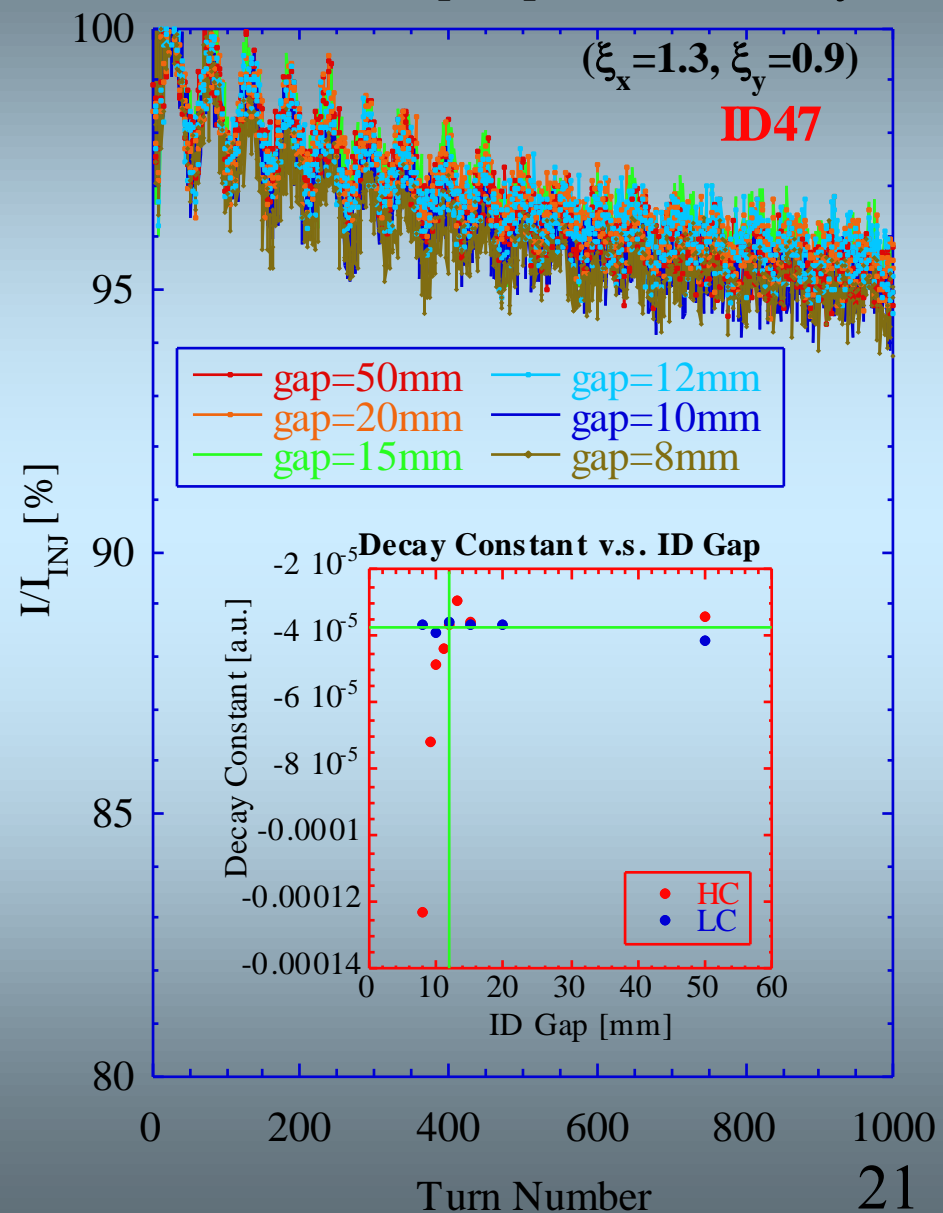 100
(ξx=1.3, ξy=0.9)
ID47
95
gap=50mm gap=12mm
gap=20mm gap=10mm
gap=15mm gap=8mm
I/I_INJ [%]
90
Decay Constant v.s. ID Gap
-2 10^-5
-4 10^-5
-6 10^-5
-8 10^-5
-0.0001
-0.00012
-0.00014
Decay Constant [a.u.]
HC
LC
0 10 20 30 40 50 60
ID Gap [mm]
85
80
0 200 400 600 800 1000
Turn Number
21